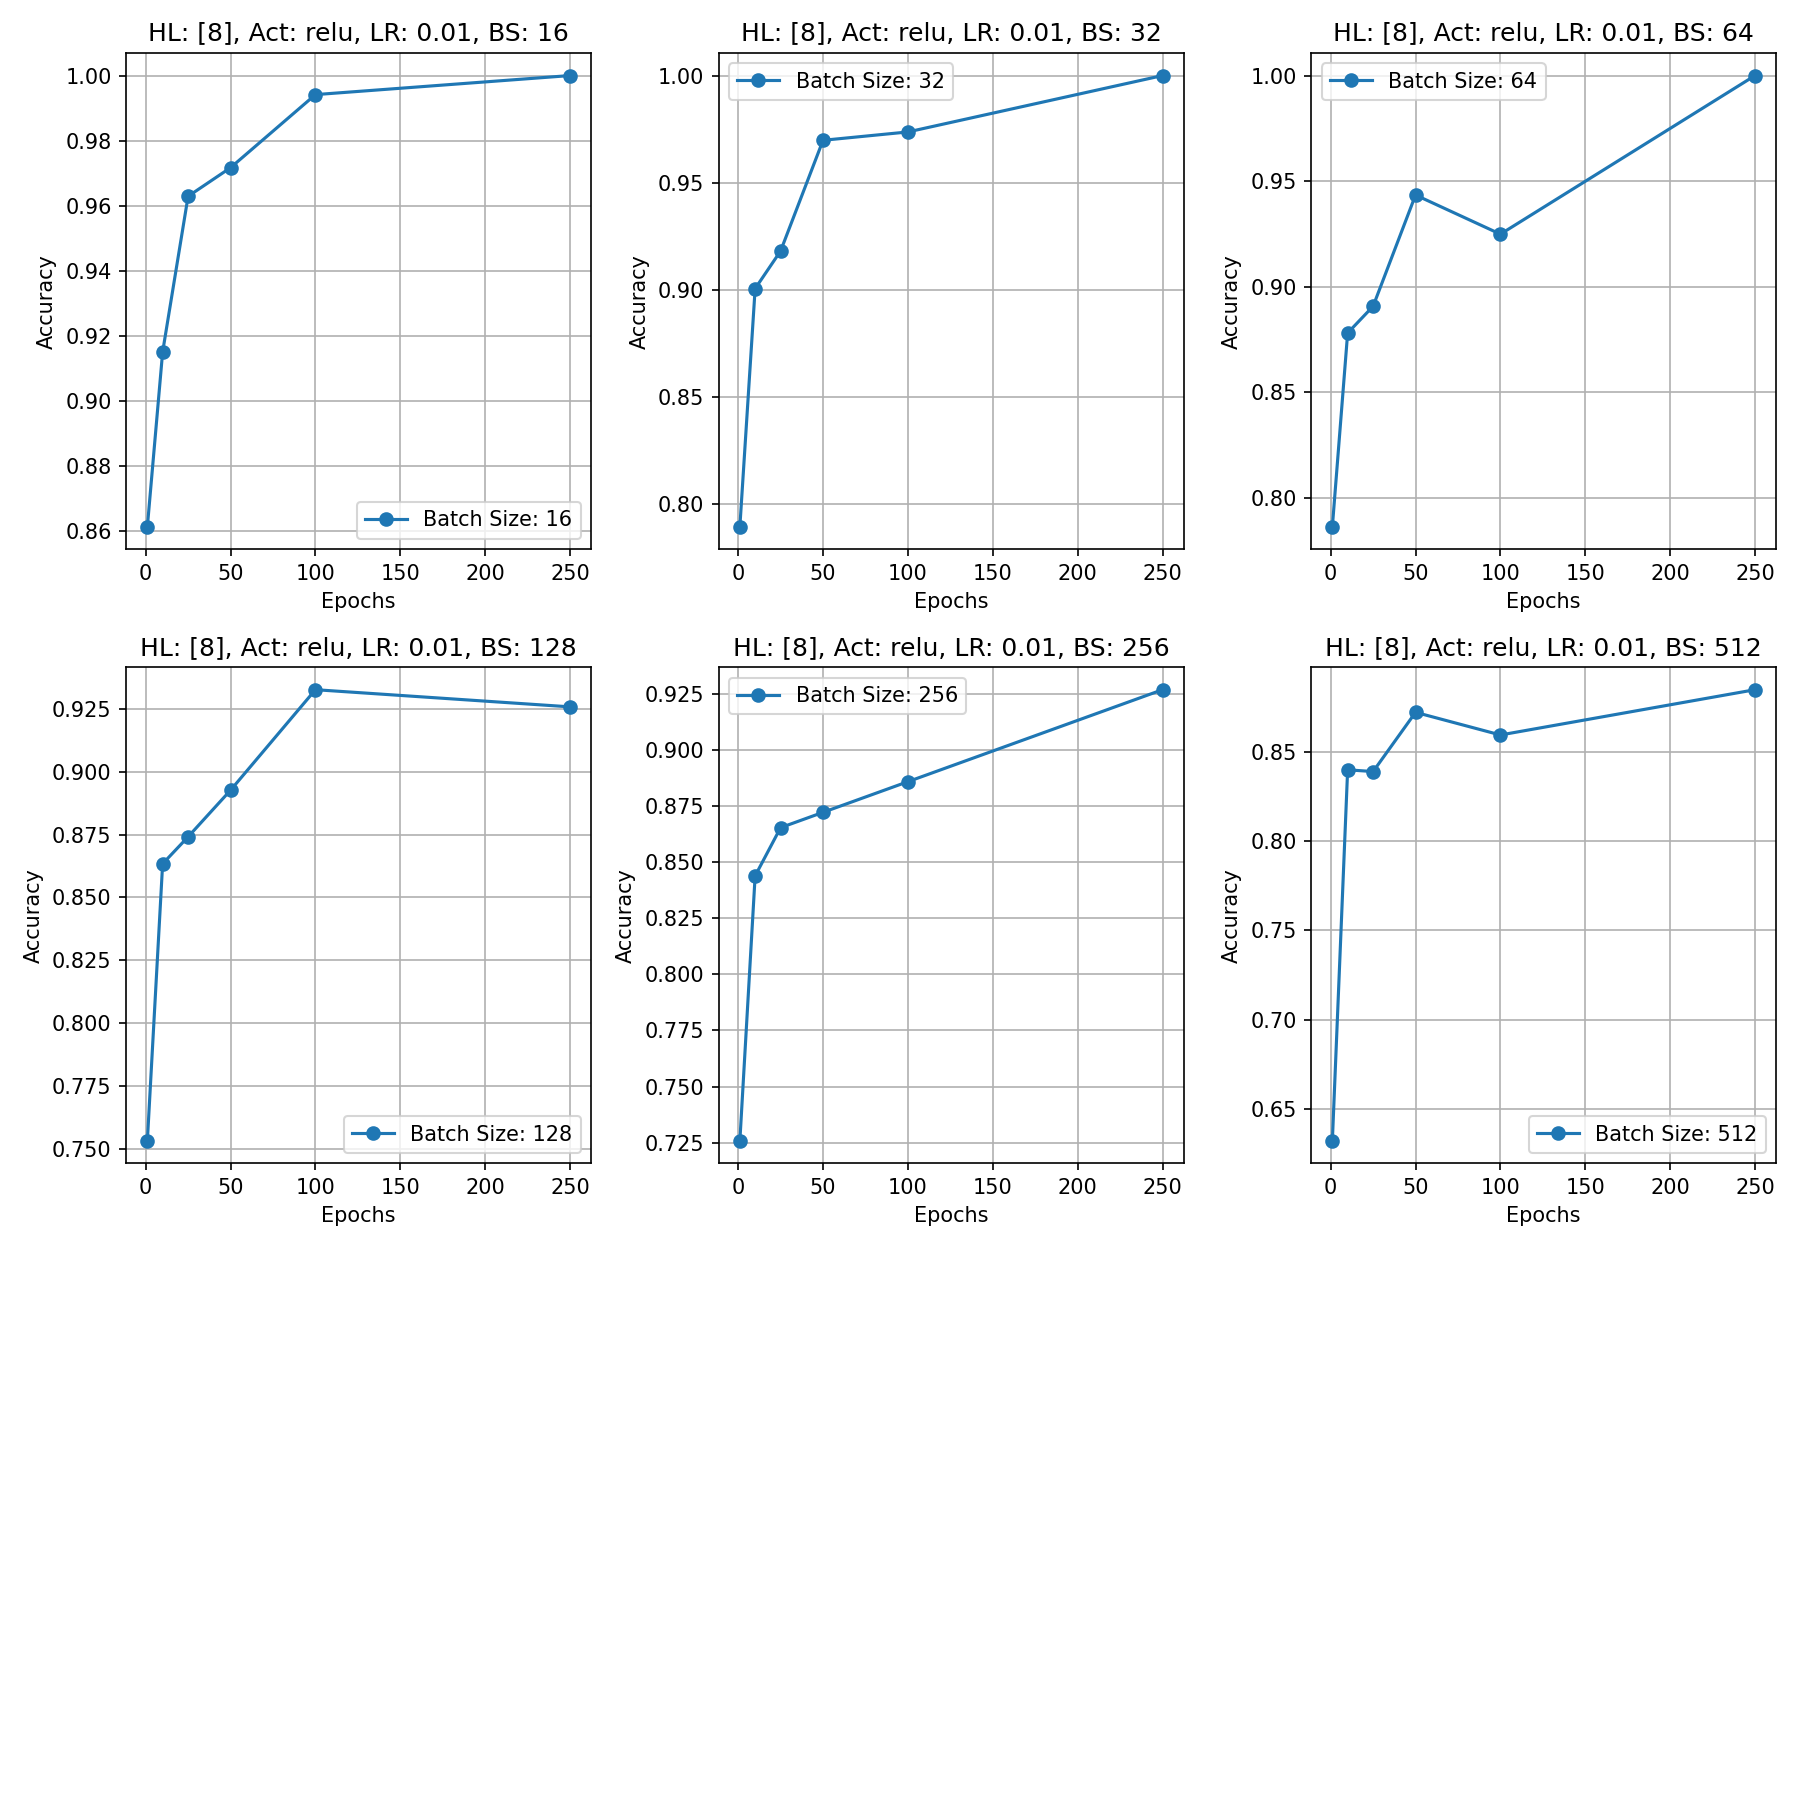 HL: [8], Act: relu, LR: 0.01, BS: 16
1.00
0.98
0.96
0.94
0.92
0.90
0.88
0.86
Accuracy
Batch Size: 16
0 50 100 150 200 250
Epochs
HL: [8], Act: relu, LR: 0.01, BS: 32
Batch Size: 32
1.00
0.95
0.90
0.85
0.80
Accuracy
0 50 100 150 200 250
Epochs
HL: [8], Act: relu, LR: 0.01, BS: 64
Batch Size: 64
1.00
0.95
0.90
0.85
0.80
Accuracy
0 50 100 150 200 250
Epochs
HL: [8], Act: relu, LR: 0.01, BS: 128
0.925
0.900
0.875
0.850
0.825
0.800
0.775
0.750
Accuracy
Batch Size: 128
0 50 100 150 200 250
Epochs
HL: [8], Act: relu, LR: 0.01, BS: 256
Batch Size: 256
0.925
0.900
0.875
0.850
0.825
0.800
0.775
0.750
0.725
Accuracy
0 50 100 150 200 250
Epochs
HL: [8], Act: relu, LR: 0.01, BS: 512
0.85
0.80
0.75
0.70
0.65
Accuracy
Batch Size: 512
0 50 100 150 200 250
Epochs